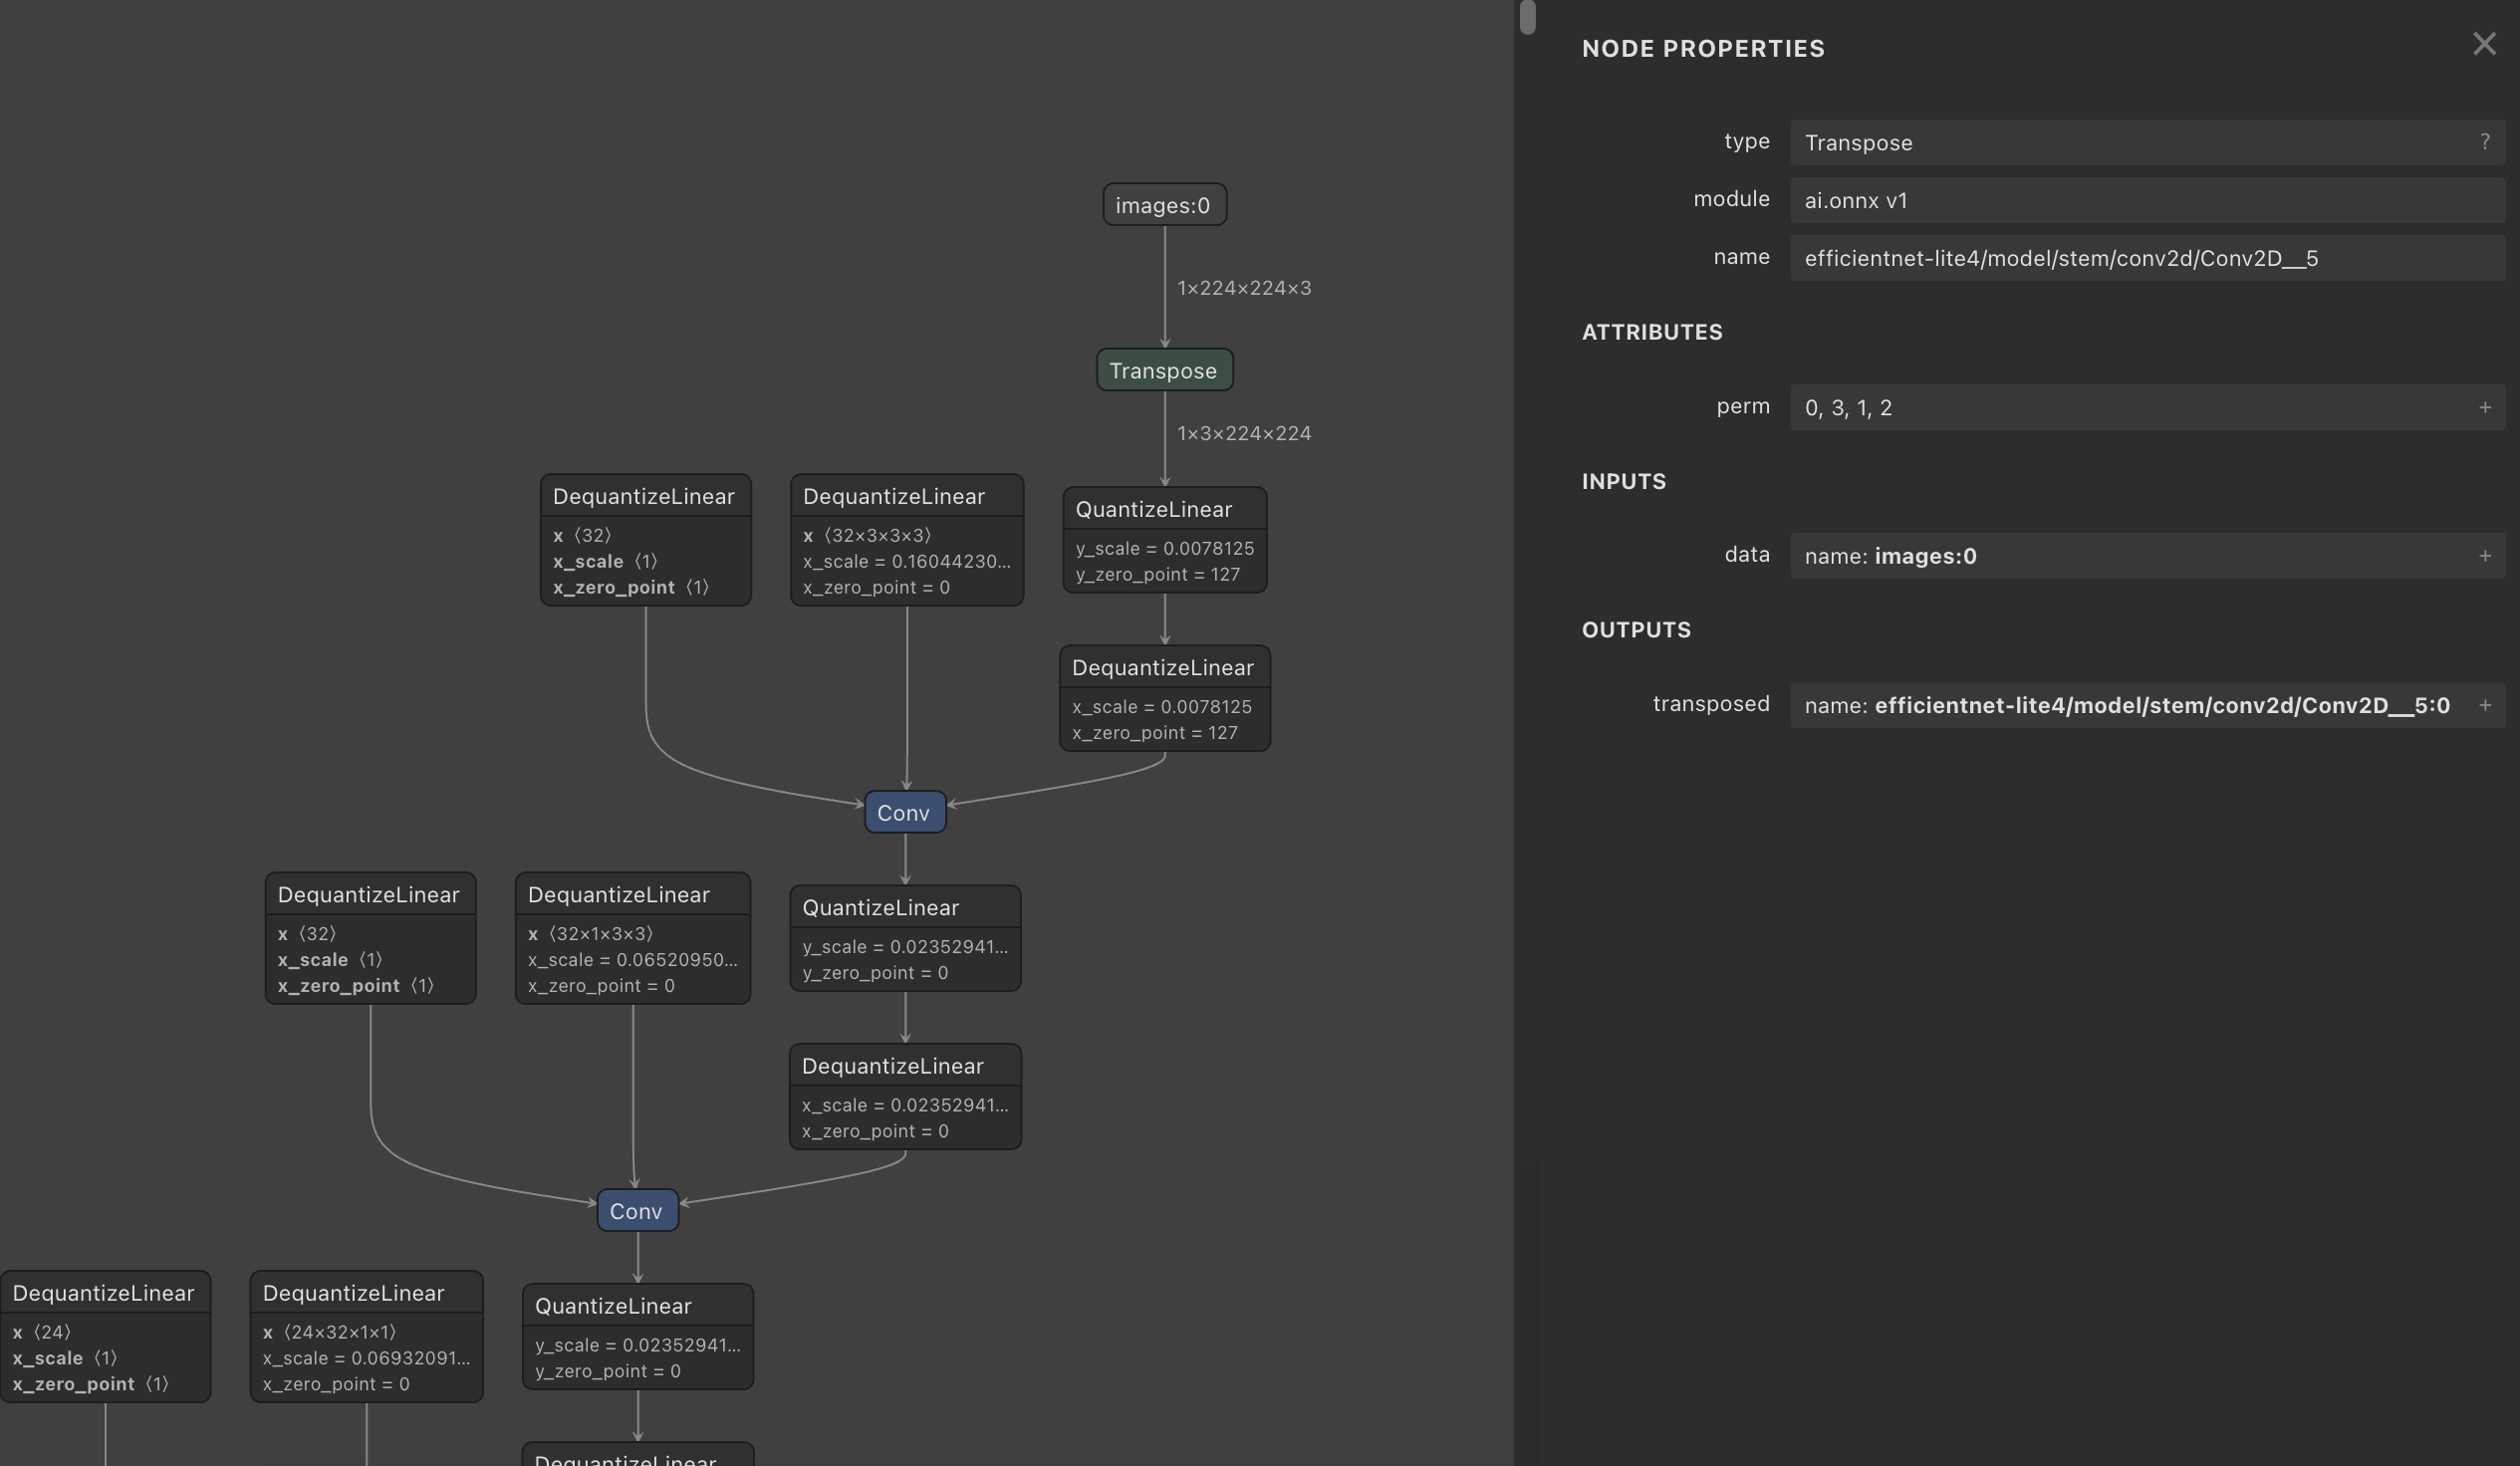 images:0
1×224×224×3
Transpose
1×3×224×224
DequantizeLinear
x ⟨32⟩
x_scale ⟨1⟩
x_zero_point ⟨1⟩
DequantizeLinear
x ⟨32×3×3×3⟩
x_scale = 0.16044230…
x_zero_point = 0
QuantizeLinear
y_scale = 0.0078125
y_zero_point = 127
DequantizeLinear
x_scale = 0.0078125
x_zero_point = 127
Conv
DequantizeLinear
x ⟨32⟩
x_scale ⟨1⟩
x_zero_point ⟨1⟩
DequantizeLinear
x ⟨32×1×3×3⟩
x_scale = 0.06520950…
x_zero_point = 0
QuantizeLinear
y_scale = 0.02352941…
y_zero_point = 0
DequantizeLinear
x_scale = 0.02352941…
x_zero_point = 0
Conv
DequantizeLinear
x ⟨24⟩
x_scale ⟨1⟩
x_zero_point ⟨1⟩
DequantizeLinear
x ⟨24×32×1×1⟩
x_scale = 0.06932091…
x_zero_point = 0
QuantizeLinear
y_scale = 0.02352941…
y_zero_point = 0
DequantizeLinear
NODE PROPERTIES
type Transpose ?
module ai.onnx v1
name efficientnet-lite4/model/stem/conv2d/Conv2D__5
ATTRIBUTES
perm 0, 3, 1, 2 +
INPUTS
data name: images:0 +
OUTPUTS
transposed name: efficientnet-lite4/model/stem/conv2d/Conv2D__5:0 +